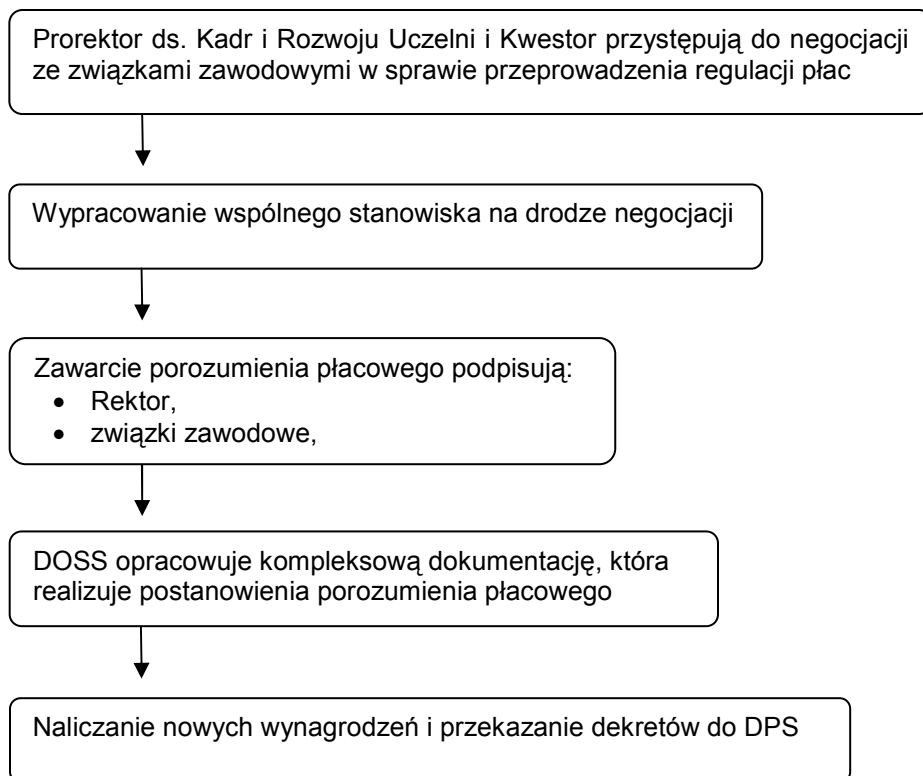 Prorektor ds. Kadr i Rozwoju Uczelni i Kwestor przystępują do negocjacji
ze związkami zawodowymi w sprawie przeprowadzenia regulacji płac
Wypracowanie wspólnego stanowiska na drodze negocjacji
Zawarcie porozumienia płacowego podpisują:
• Rektor,
• związki zawodowe,
DOSS opracowuje kompleksową dokumentację, która
realizuje postanowienia porozumienia płacowego
Naliczanie nowych wynagrodzeń i przekazanie dekretów do DPS